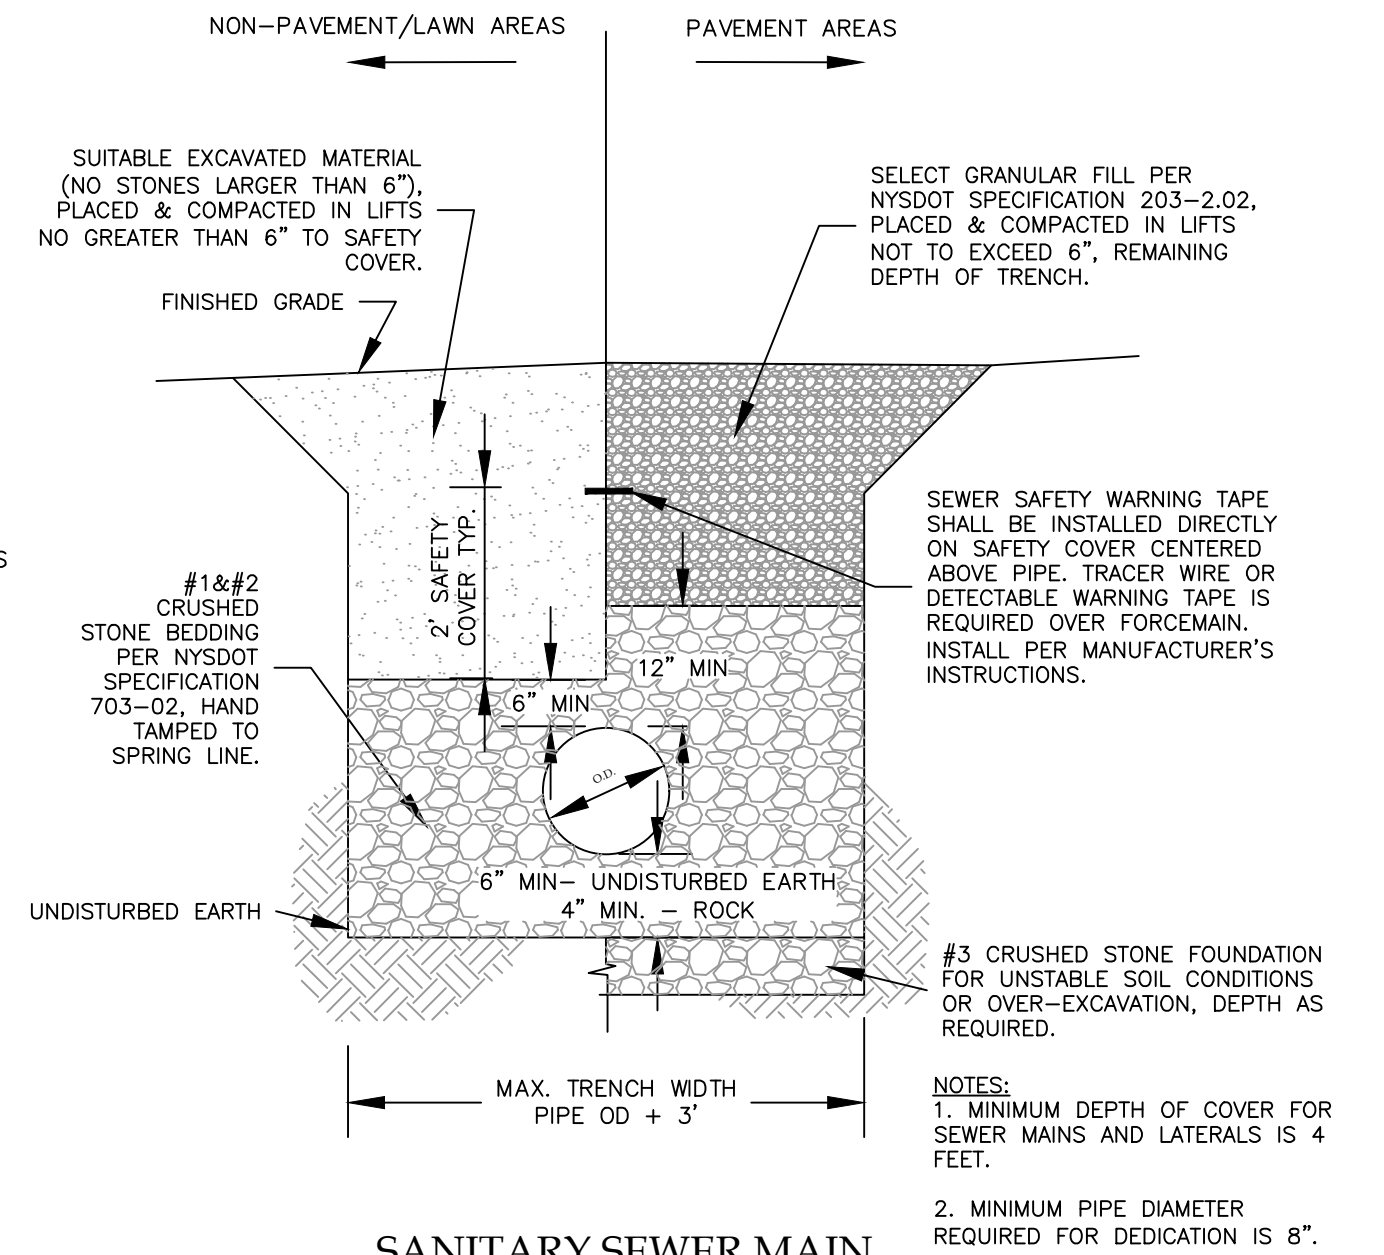 NON-PAVEMENT/LAWN AREAS
PAVEMENT AREAS
SUITABLE EXCAVATED MATERIAL
(NO STONES LARGER THAN 6"),
PLACED & COMPACTED IN LIFTS
NO GREATER THAN 6" TO SAFETY
COVER.
SELECT GRANULAR FILL PER
NYSDOT SPECIFICATION 203-2.02,
PLACED & COMPACTED IN LIFTS
NOT TO EXCEED 6", REMAINING
DEPTH OF TRENCH.
FINISHED GRADE
SEWER SAFETY WARNING TAPE
SHALL BE INSTALLED DIRECTLY
ON SAFETY COVER CENTERED
ABOVE PIPE. TRACER WIRE OR
DETECTABLE WARNING TAPE IS
REQUIRED OVER FORCEMAIN.
INSTALL PER MANUFACTURER'S
INSTRUCTIONS.
S
2' SAFETY
COVER TYP.
#1&#2
CRUSHED
STONE BEDDING
PER NYSDOT
SPECIFICATION
703-02, HAND
TAMPED TO
SPRING LINE.
12" MIN
6" MIN
O.D.
6" MIN- UNDISTURBED EARTH
4" MIN. - ROCK
UNDISTURBED EARTH
#3 CRUSHED STONE FOUNDATION
FOR UNSTABLE SOIL CONDITIONS
OR OVER-EXCAVATION, DEPTH AS
REQUIRED.
MAX. TRENCH WIDTH
PIPE OD + 3'
NOTES:
1. MINIMUM DEPTH OF COVER FOR
SEWER MAINS AND LATERALS IS 4
FEET.
2. MINIMUM PIPE DIAMETER
REQUIRED FOR DEDICATION IS 8".
SANITARY SEWER MAIN